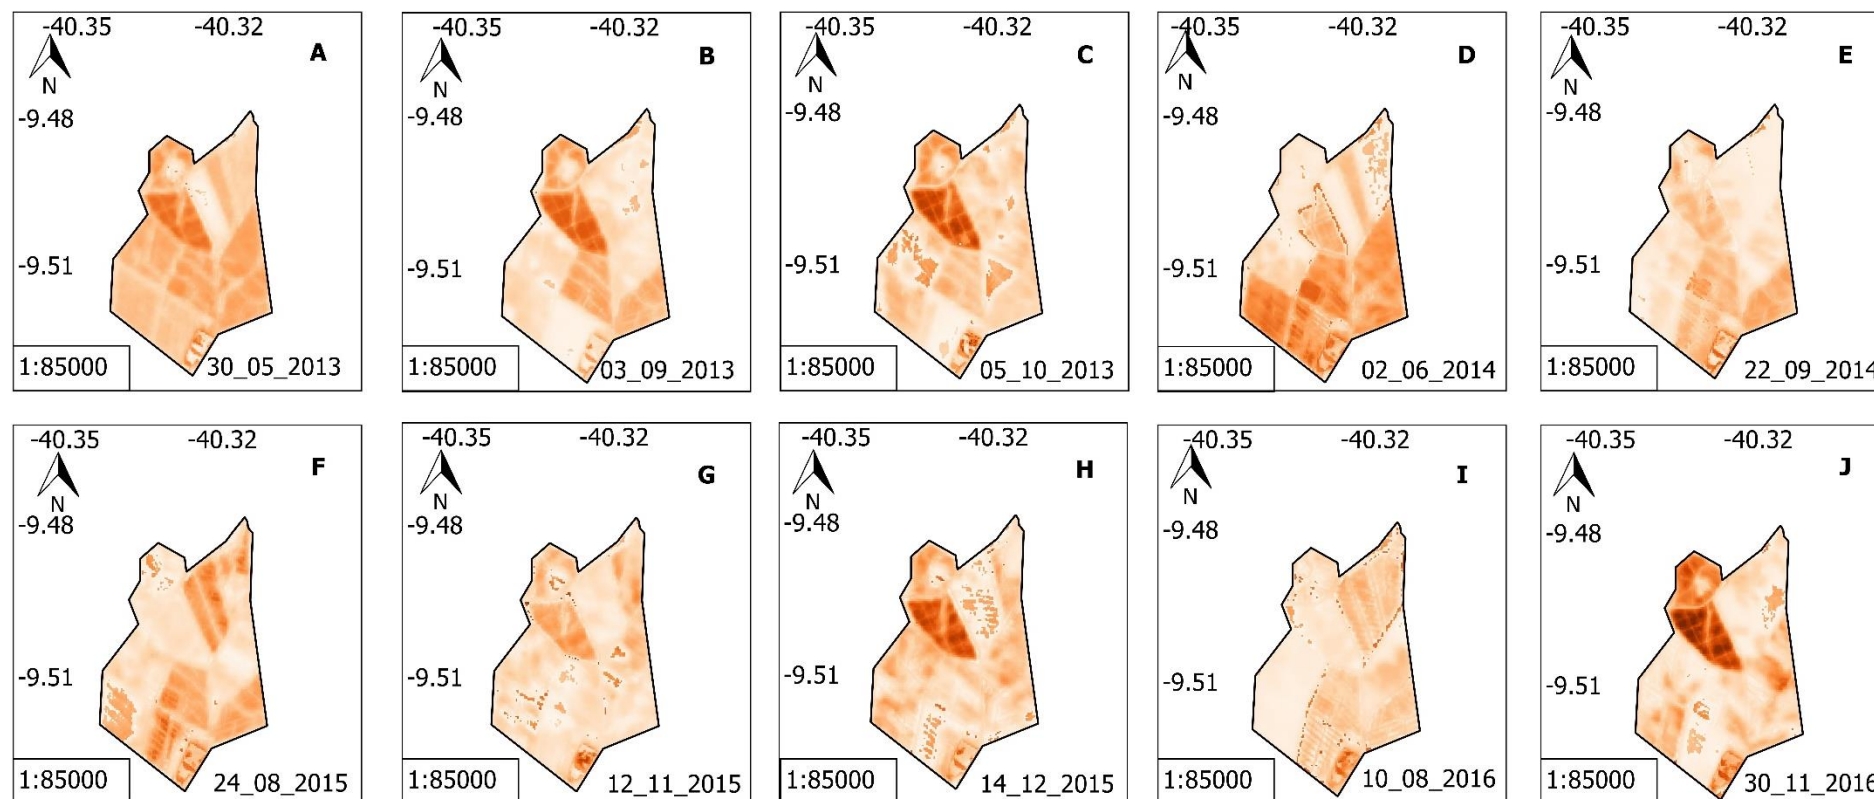 -40.35 -40.32
A
N
-9.48
-9.51
1:85000 30_05_2013
-40.35 -40.32
B
N
-9.48
-9.51
1:85000 03_09_2013
-40.35 -40.32
C
N
-9.48
-9.51
1:85000 05_10_2013
-40.35 -40.32
D
N
-9.48
-9.51
1:85000 02_06_2014
-40.35 -40.32
E
N
-9.48
-9.51
1:85000 22_09_2014
-40.35 -40.32
F
N
-9.48
-9.51
1:85000 24_08_2015
-40.35 -40.32
G
N
-9.48
-9.51
1:85000 12_11_2015
-40.35 -40.32
H
N
-9.48
-9.51
1:85000 14_12_2015
-40.35 -40.32
I
N
-9.48
-9.51
1:85000 10_08_2016
-40.35 -40.32
J
N
-9.48
-9.51
1:85000 30_11_2016